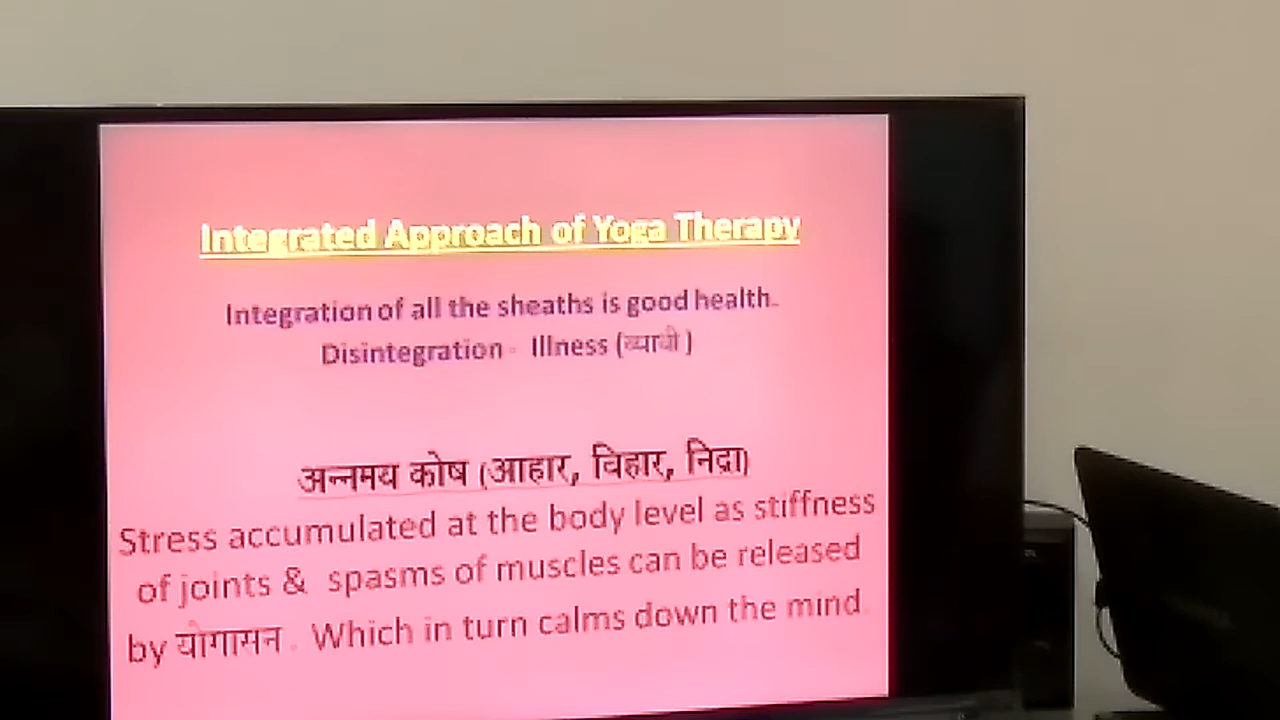 Integrated Approach of Yoga Therapy
Integration of all the sheaths is good health.
Disintegration - Illness (व्याधी)
अन्नमय कोष (आहार, विहार, निद्रा)
Stress accumulated at the body level as stiffness
of joints & spasms of muscles can be released
by योगासन . Which in turn calms down the mind.